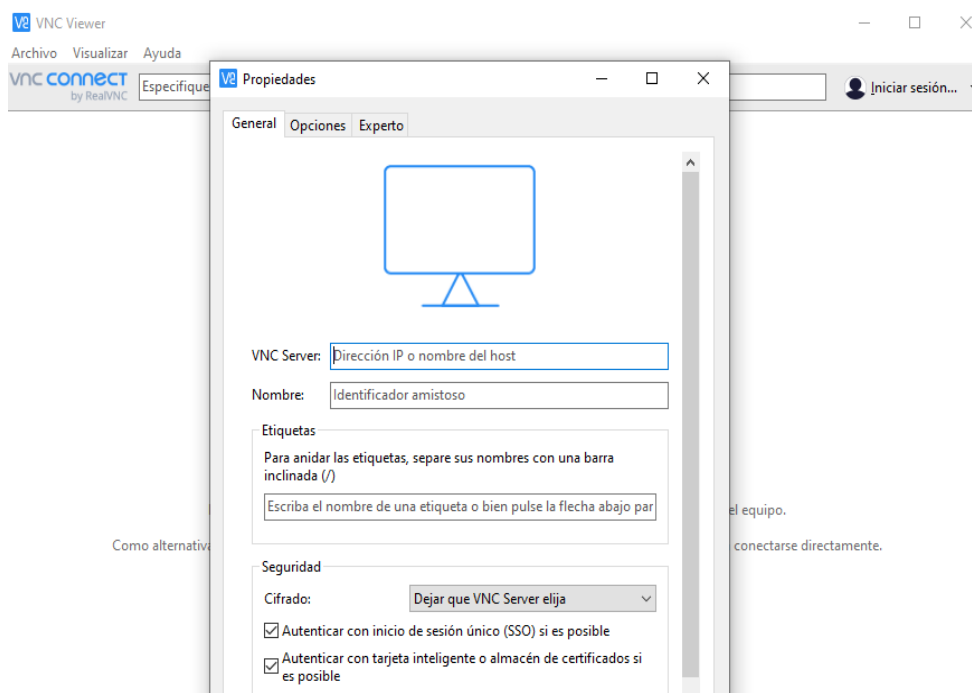 VNC Viewer
Archivo Visualizar Ayuda
vnc connect
by RealVNC
Especifique
Iniciar sesión...
Propiedades
General Opciones Experto
VNC Server: Dirección IP o nombre del host
Nombre: Identificador amistoso
Etiquetas
Para anidar las etiquetas, separe sus nombres con una barra
inclinada (/)
Escriba el nombre de una etiqueta o bien pulse la flecha abajo par
el equipo.
Como alternativa
conectarse directamente.
Seguridad
Cifrado: Dejar que VNC Server elija
Autenticar con inicio de sesión único (SSO) si es posible
Autenticar con tarjeta inteligente o almacén de certificados si
es posible